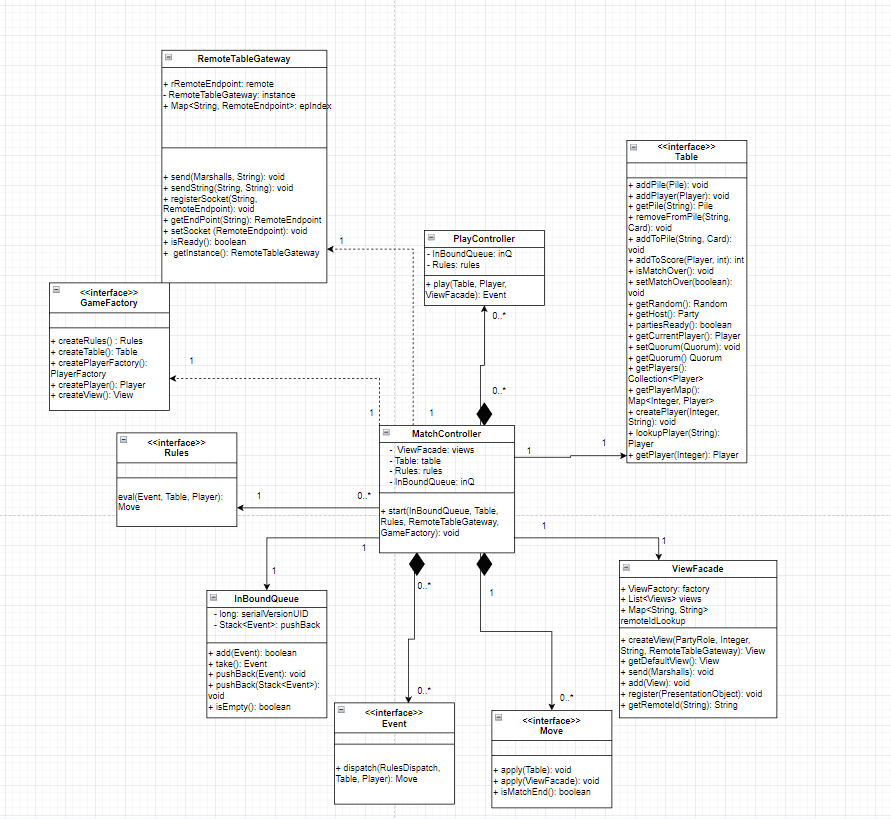 RemoteTableGateway
+ rRemoteEndpoint: remote
- RemoteTableGateway: instance
+ Map<String, RemoteEndpoint>: epIndex
+ send(Marshalls, String): void
+ sendString(String, String): void
+ registerSocket(String,
RemoteEndpoint): void
+ getEndPoint(String): RemoteEndpoint
+ setSocket (RemoteEndpoint): void
+ isReady(): boolean
+ getInstance(): RemoteTableGateway
1
<<interface>>
GameFactory
+ createRules() : Rules
+ createTable(): Table
+ createPlayerFactory():
PlayerFactory
+ createPlayer(): Player
+ createView(): View
1
PlayController
- InBoundQueue: inQ
- Rules: rules
+ play(Table, Player,
ViewFacade): Event
0..*
0..*
<<interface>>
Table
+ addPile(Pile): void
+ addPlayer(Player): void
+ getPile(String): Pile
+ removeFromPile(String,
Card): void
+ addToPile(String, Card):
void
+ addToScore(Player, int): int
+ isMatchOver(): void
+ setMatchOver(boolean):
void
+ getRandom(): Random
+ getHost(): Party
+ partiesReady(): boolean
+ getCurrentPlayer(): Player
+ setQuorum(Quorum): void
+ getQuorum() Quorum
+ getPlayers():
Collection<Player>
+ getPlayerMap():
Map<Integer, Player>
+ createPlayer(Integer,
String): void
+ lookupPlayer(String):
Player
+ getPlayer(Integer): Player
1
1
MatchController
- ViewFacade: views
- Table: table
- Rules: rules
- InBoundQueue: inQ
+ start(InBoundQueue, Table,
Rules, RemoteTableGateway,
GameFactory): void
1
1
<<interface>>
Rules
eval(Event, Table, Player):
Move
1
0..*
1
1
InBoundQueue
- long: serialVersionUID
- Stack<Event>: pushBack
+ add(Event): boolean
+ take(): Event
+ pushBack(Event): void
+ pushBack(Stack<Event>):
void
+ isEmpty(): boolean
0..*
0..*
<<interface>>
Event
+ dispatch(RulesDispatch,
Table, Player): Move
1
0..*
<<interface>>
Move
+ apply(Table): void
+ apply(ViewFacade): void
+ isMatchEnd(): boolean
1
1
ViewFacade
+ ViewFactory: factory
+ List<Views> views
+ Map<String, String>
remoteIdLookup
+ createView(PartyRole, Integer,
String, RemoteTableGateway): View
+ getDefaultView(): View
+ send(Marshalls): void
+ add(View): void
+ register(PresentationObject): void
+ getRemoteId(String): String